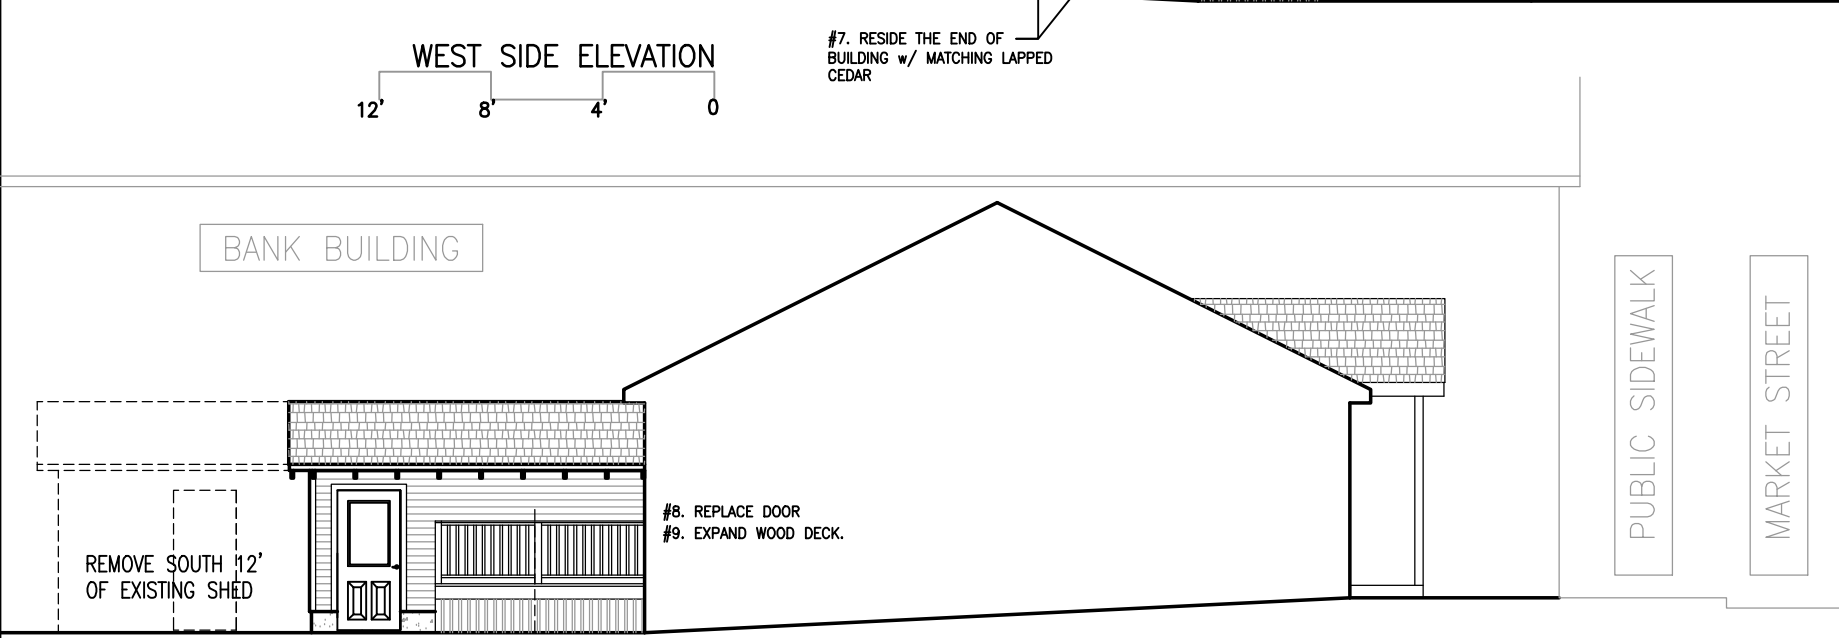 WEST SIDE ELEVATION
12' 8' 4' 0
#7. RESIDE THE END OF
BUILDING w/ MATCHING LAPPED
CEDAR
BANK BUILDING
PUBLIC SIDEWALK
MARKET STREET
#8. REPLACE DOOR
#9. EXPAND WOOD DECK.
REMOVE SOUTH 12'
OF EXISTING SHED